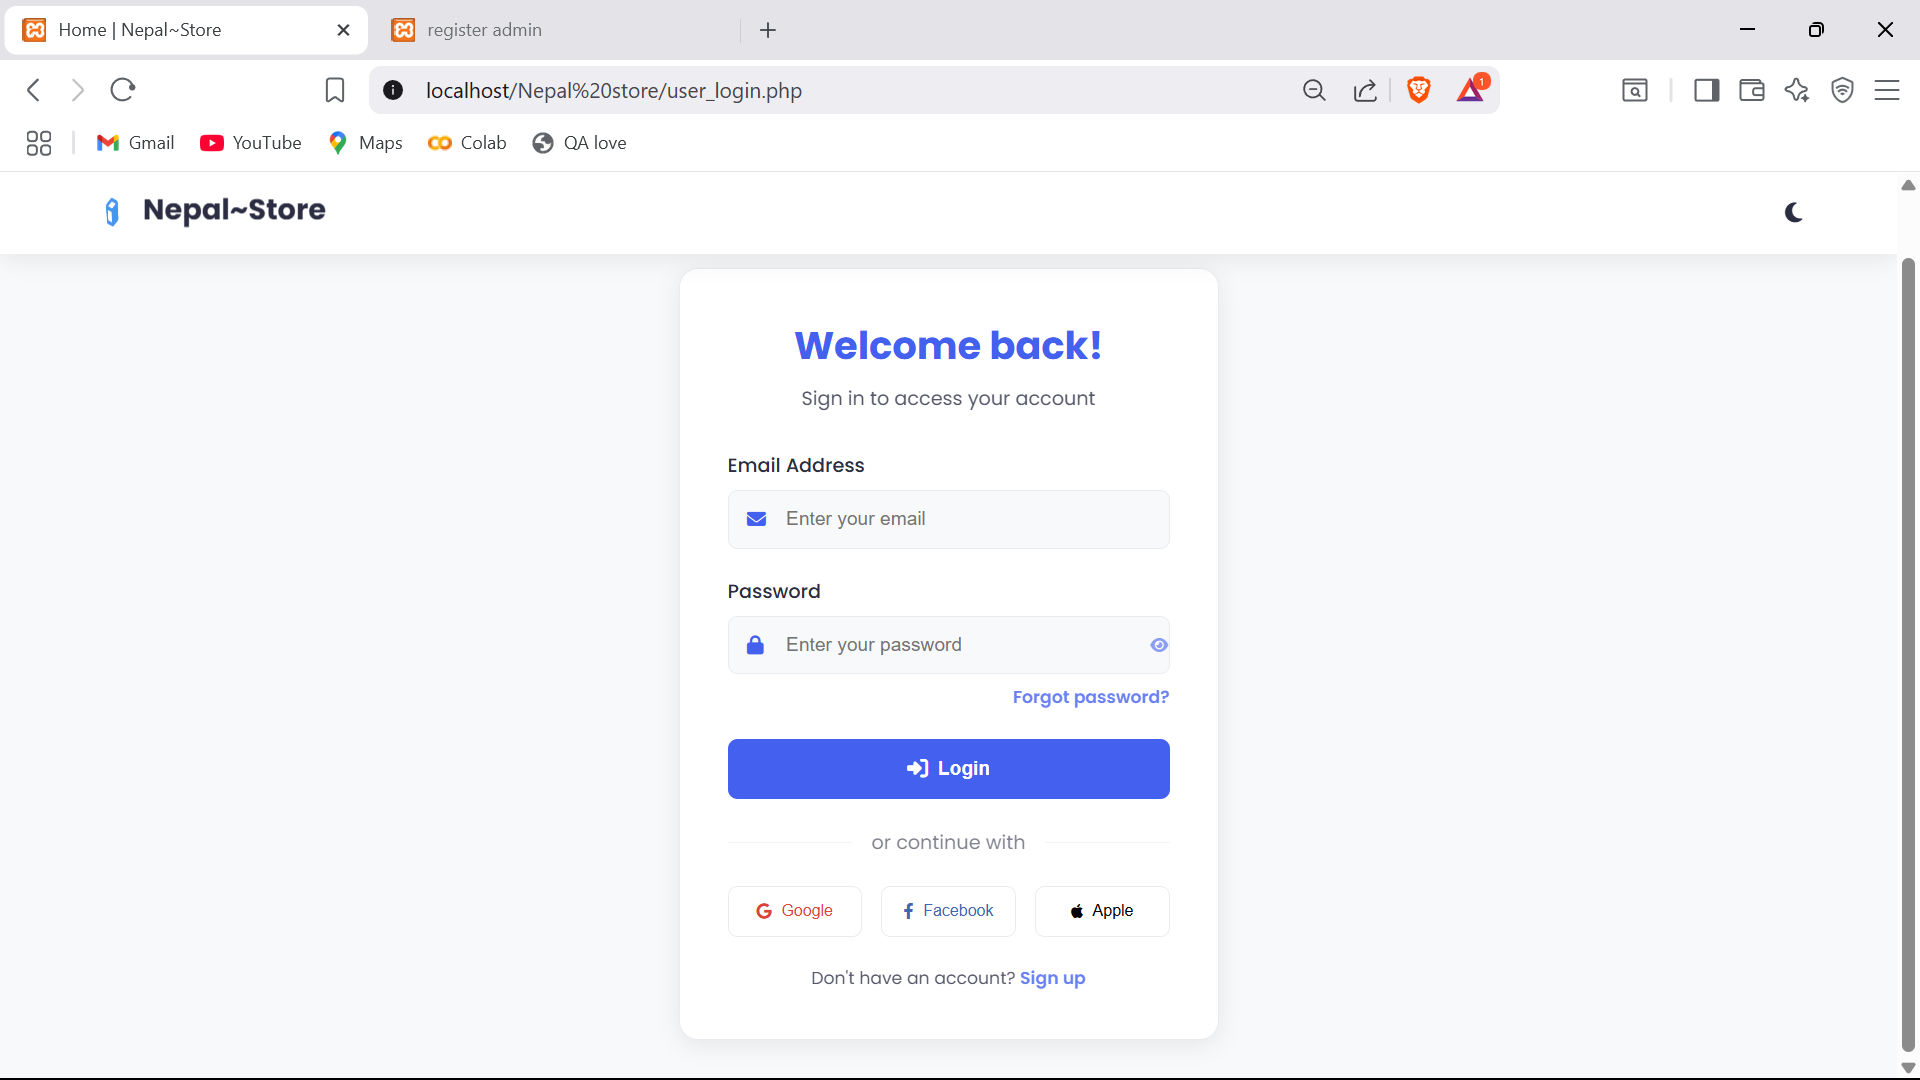 Home | Nepal~Store
register admin
localhost/Nepal%20store/user_login.php
1
Gmail
YouTube
Maps
Colab
QA love
Nepal~Store
Welcome back!
Sign in to access your account
Email Address
Enter your email
Password
Enter your password
Forgot password?
Login
or continue with
Google
Facebook
Apple
Don't have an account? Sign up